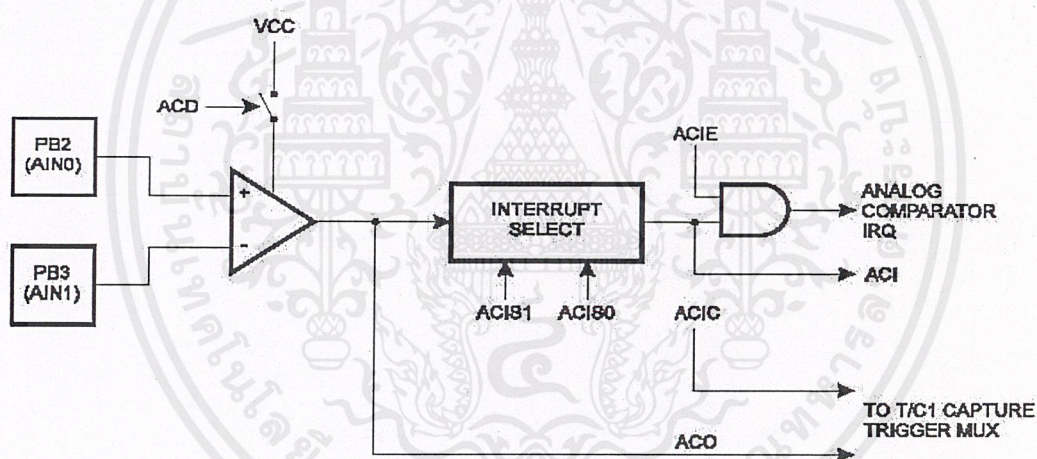 VCC
ACD
PB2
(AIN0)
+
-
PB3
(AIN1)
INTERRUPT
SELECT
ACIS1 ACIS0
ACIE
ANALOG
COMPARATOR
IRQ
ACI
ACIC
TO T/C1 CAPTURE
TRIGGER MUX
ACO